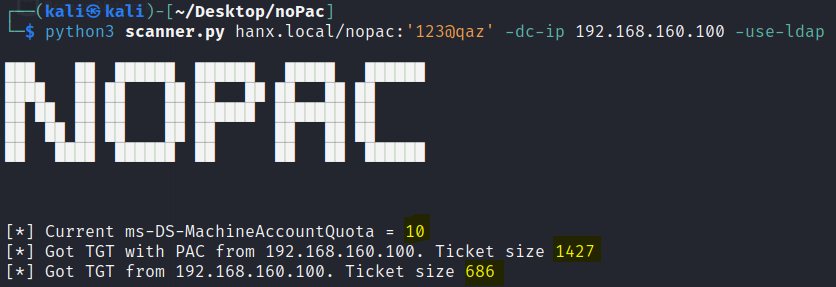 ┌──(kali㉿kali)-[~/Desktop/noPac]
└─$ python3 scanner.py hanx.local/nopac:'123@qaz' -dc-ip 192.168.160.100 -use-ldap
NOPAC
[*] Current ms-DS-MachineAccountQuota = 10
[*] Got TGT with PAC from 192.168.160.100. Ticket size 1427
[*] Got TGT from 192.168.160.100. Ticket size 686